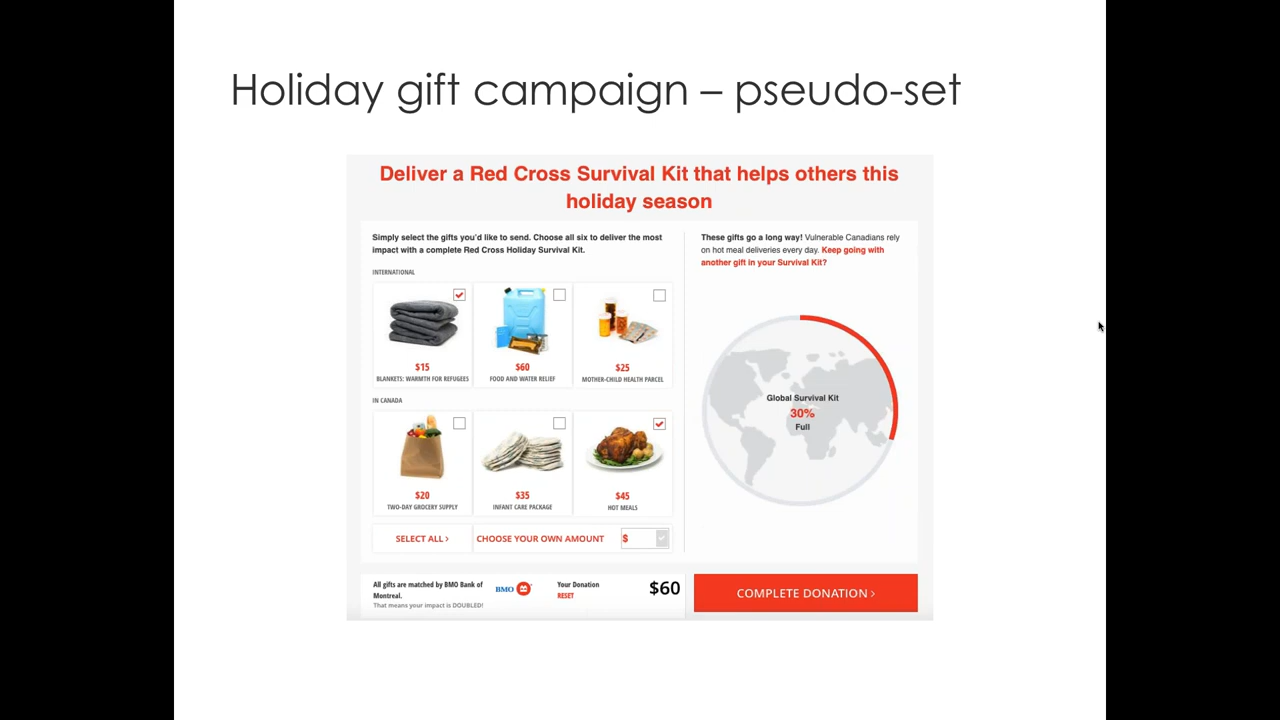 Holiday gift campaign – pseudo-set
Deliver a Red Cross Survival Kit that helps others this
holiday season
Simply select the gifts you'd like to send. Choose all six to deliver the most
impact with a complete Red Cross Holiday Survival Kit.
INTERNATIONAL
$15
BLANKETS: WARMTH FOR REFUGEES
$60
FOOD AND WATER RELIEF
$25
MOTHER-CHILD HEALTH PARCEL
IN CANADA
$20
TWO-DAY GROCERY SUPPLY
$35
INFANT CARE PACKAGE
$45
HOT MEALS
SELECT ALL ›
CHOOSE YOUR OWN AMOUNT
$
These gifts go a long way! Vulnerable Canadians rely
on hot meal deliveries every day. Keep going with
another gift in your Survival Kit?
Global Survival Kit
30%
Full
All gifts are matched by BMO Bank of
Montreal.
That means your impact is DOUBLED!
BMO
Your Donation
RESET
$60
COMPLETE DONATION ›